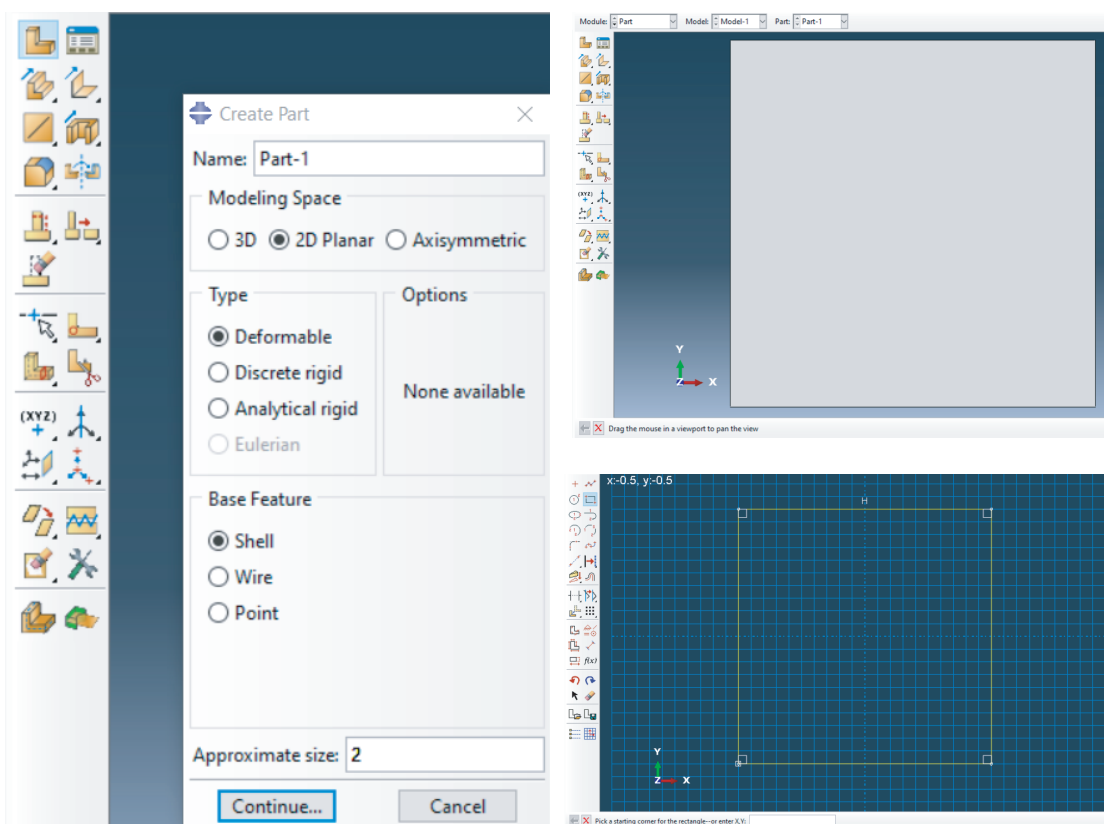 Create Part
Name: Part-1
Modeling Space
3D 2D Planar Axisymmetric
Type
Deformable
Discrete rigid
Analytical rigid
Eulerian
Options
None available
Base Feature
Shell
Wire
Point
Approximate size: 2
Continue... Cancel
(XYZ)
Module: Part Model: Model-1 Part: Part-1
(XYZ)
Y
Z X
Drag the mouse in a viewport to pan the view
x:-0.5, y:-0.5
H
f(x)
Y
Z X
Pick a starting corner for the rectangle--or enter X,Y: